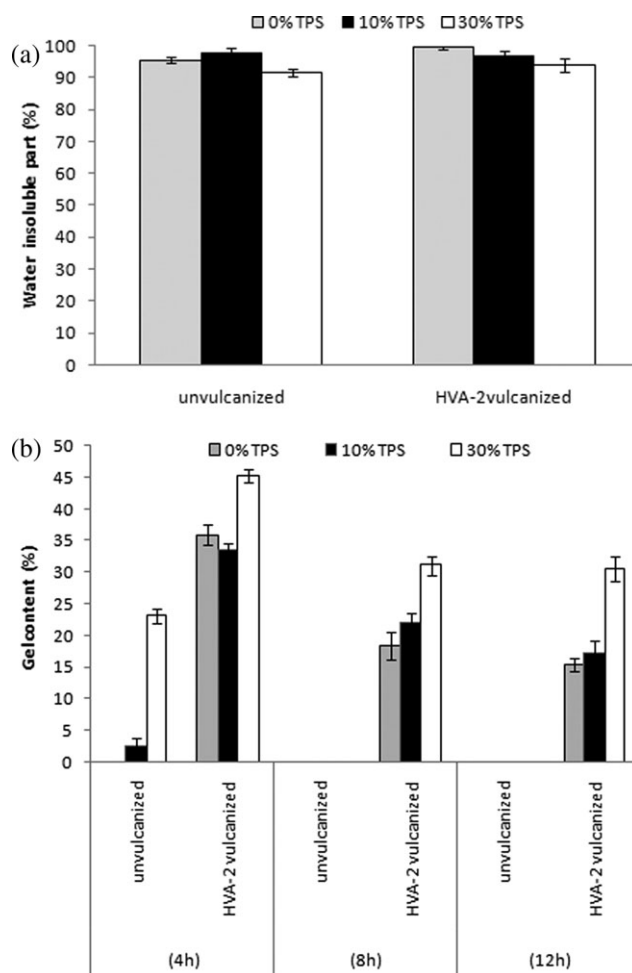 (a)
0% TPS 10% TPS 30% TPS
Water insoluble part (%)
100
90
80
70
60
50
40
30
20
10
0
unvulcanized HVA-2vulcanized
(b)
0% TPS 10% TPS 30% TPS
Gelcontent (%)
50
45
40
35
30
25
20
15
10
5
0
unvulcanized
HVA-2 vulcanized
unvulcanized
HVA-2 vulcanized
unvulcanized
HVA-2 vulcanized
(4h) (8h) (12h)